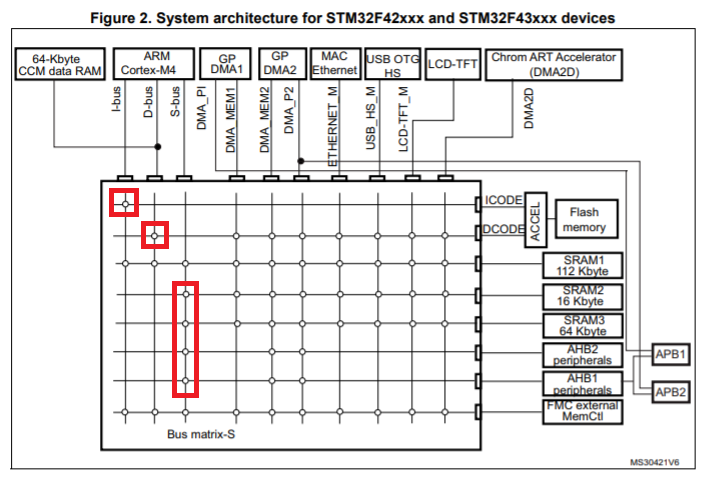 Figure 2. System architecture for STM32F42xxx and STM32F43xxx devices
64-Kbyte
CCM data RAM
ARM
Cortex-M4
GP
DMA1
GP
DMA2
MAC
Ethernet
USB OTG
HS
LCD-TFT
Chrom ART Accelerator
(DMA2D)
I-bus
D-bus
S-bus
DMA_PI
DMA_MEM1
DMA_MEM2
DMA_P2
ETHERNET_M
USB_HS_M
LCD-TFT_M
DMA2D
ICODE
DCODE
ACCEL
Flash
memory
SRAM1
112 Kbyte
SRAM2
16 Kbyte
SRAM3
64 Kbyte
AHB2
peripherals
AHB1
peripherals
FMC external
MemCtl
APB1
APB2
Bus matrix-S
MS30421V6